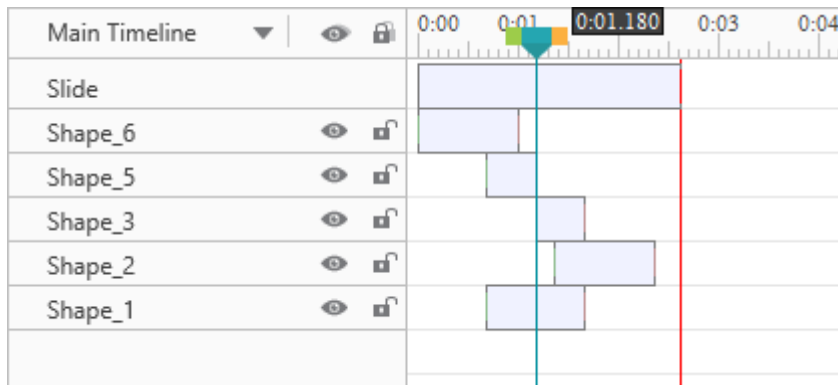 Main Timeline 0:00 0:01 0:01.180 0:03 0:04
Slide
Shape_6
Shape_5
Shape_3
Shape_2
Shape_1